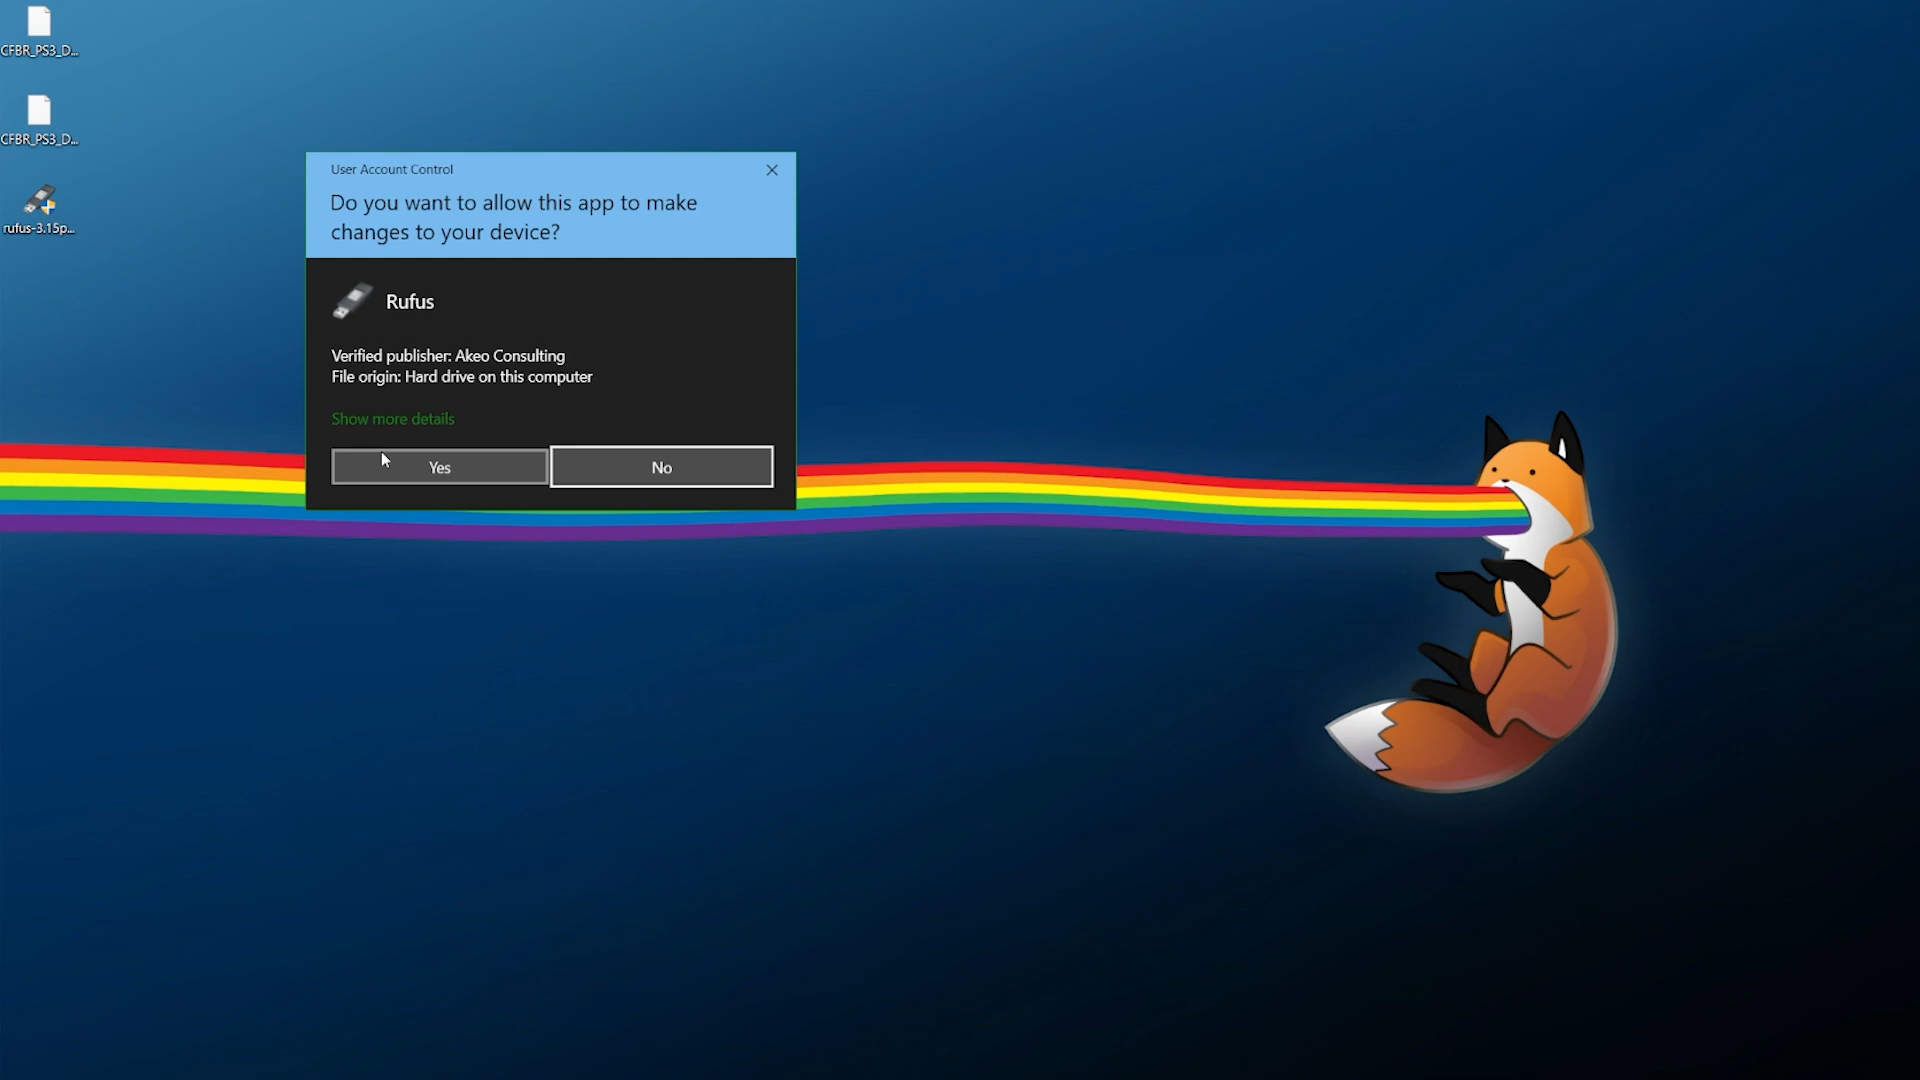 CFBR_PS3_D...
CFBR_PS3_D...
rufus-3.15p...
User Account Control
Do you want to allow this app to make
changes to your device?
Rufus
Verified publisher: Akeo Consulting
File origin: Hard drive on this computer
Show more details
Yes
No